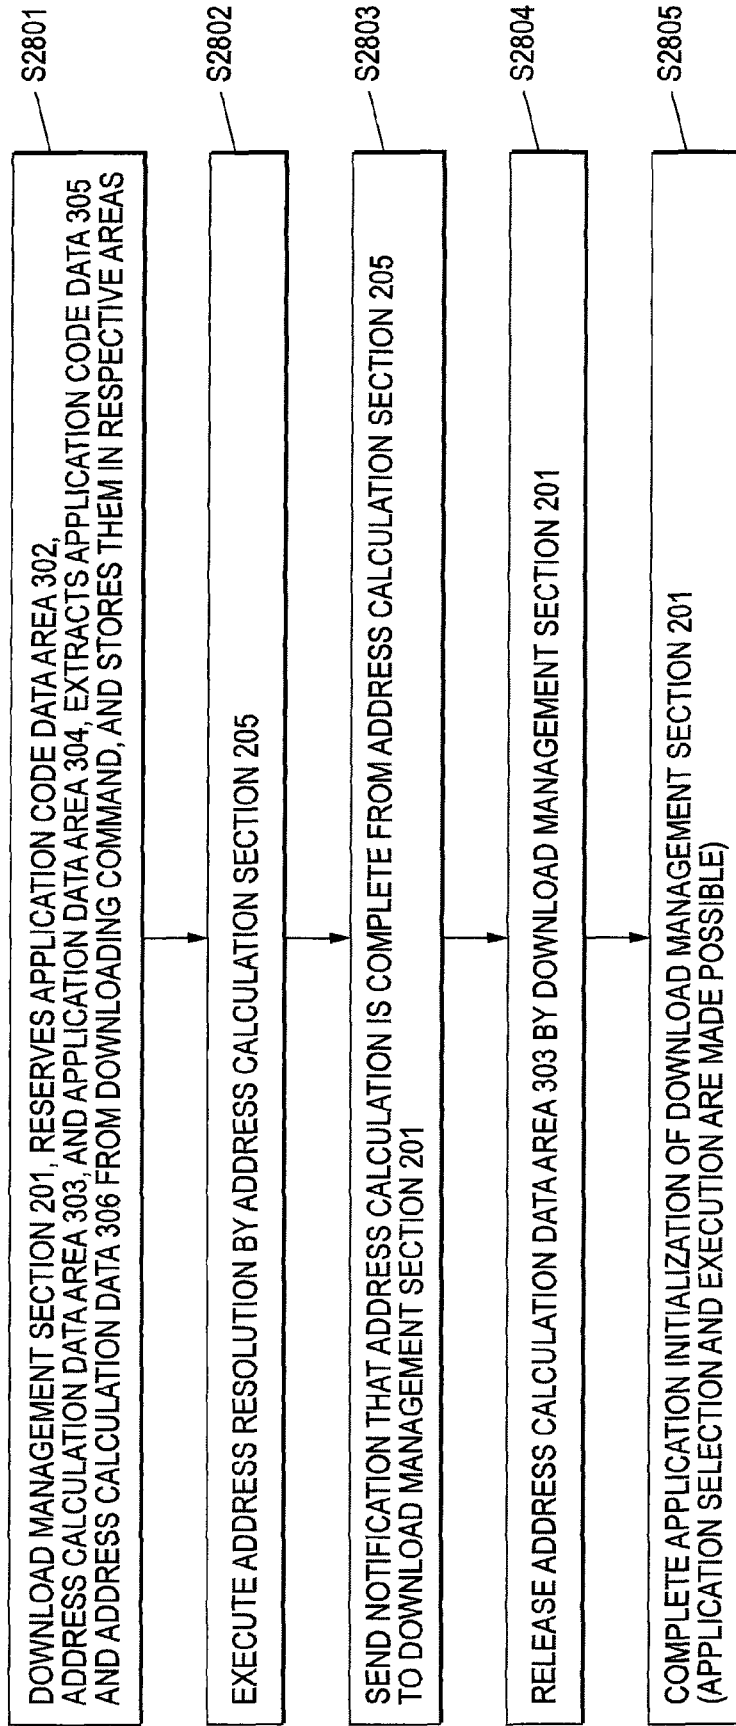 S2801
DOWNLOAD MANAGEMENT SECTION 201, RESERVES APPLICATION CODE DATA AREA 302,
ADDRESS CALCULATION DATA AREA 303, AND APPLICATION DATA AREA 304, EXTRACTS APPLICATION CODE DATA 305
AND ADDRESS CALCULATION DATA 306 FROM DOWNLOADING COMMAND, AND STORES THEM IN RESPECTIVE AREAS
S2802
EXECUTE ADDRESS RESOLUTION BY ADDRESS CALCULATION SECTION 205
S2803
SEND NOTIFICATION THAT ADDRESS CALCULATION IS COMPLETE FROM ADDRESS CALCULATION SECTION 205
TO DOWNLOAD MANAGEMENT SECTION 201
S2804
RELEASE ADDRESS CALCULATION DATA AREA 303 BY DOWNLOAD MANAGEMENT SECTION 201
S2805
COMPLETE APPLICATION INITIALIZATION OF DOWNLOAD MANAGEMENT SECTION 201
(APPLICATION SELECTION AND EXECUTION ARE MADE POSSIBLE)